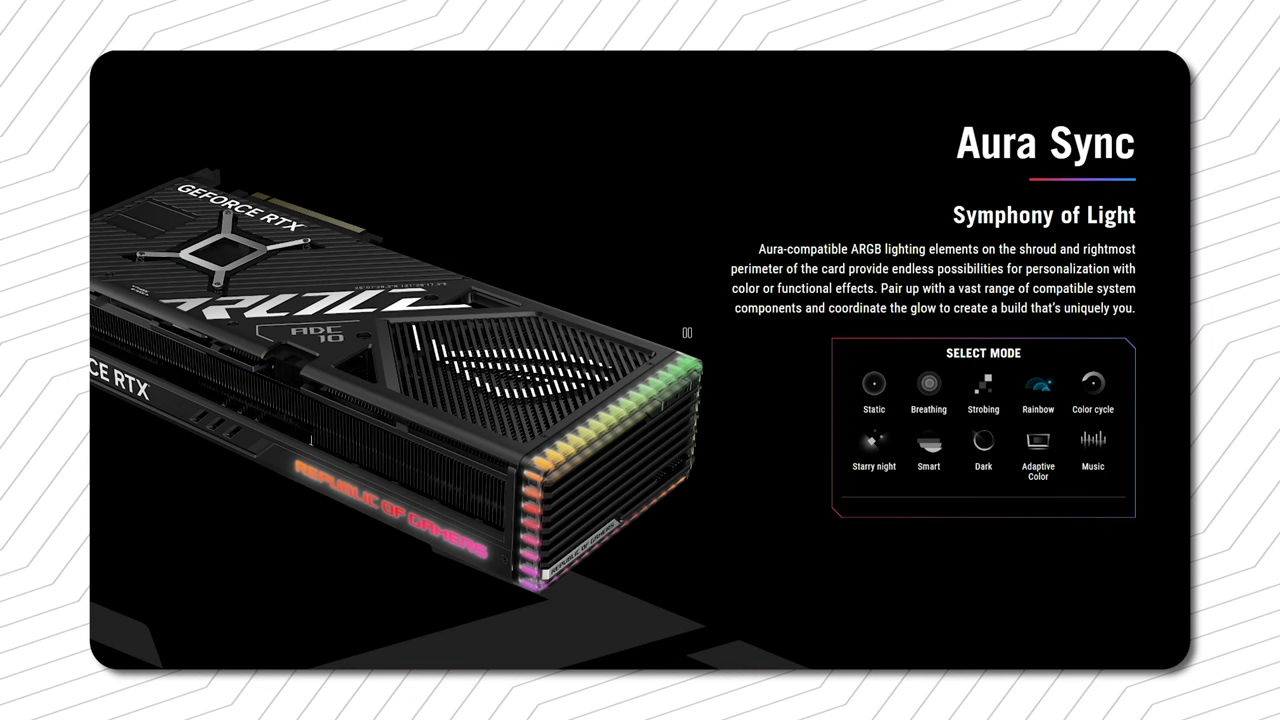 Aura Sync
Symphony of Light
Aura-compatible ARGB lighting elements on the shroud and rightmost
perimeter of the card provide endless possibilities for personalization with
color or functional effects. Pair up with a vast range of compatible system
components and coordinate the glow to create a build that's uniquely you.
SELECT MODE
Static
Breathing
Strobing
Rainbow
Color cycle
Starry night
Smart
Dark
Adaptive
Color
Music
GEFORCE RTX
CE RTX
REPUBLIC OF GAMERS
REPUBLIC OF GAMERS